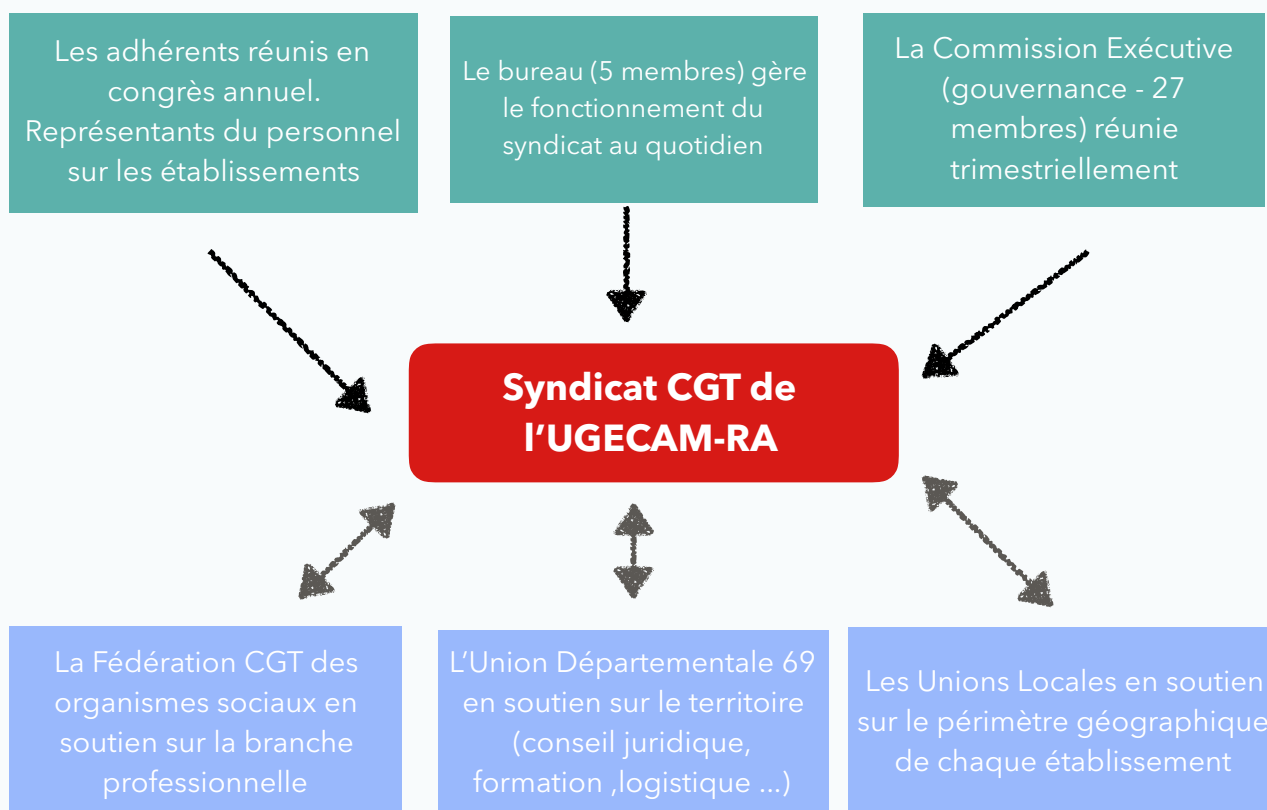 Les adhérents réunis en
congrès annuel.
Représentants du personnel
sur les établissements
Le bureau (5 membres) gère
le fonctionnement du
syndicat au quotidien
La Commission Exécutive
(gouvernance - 27
membres) réunie
trimestriellement
Syndicat CGT de
l'UGECAM-RA
La Fédération CGT des
organismes sociaux en
soutien sur la branche
professionnelle
L'Union Départementale 69
en soutien sur le territoire
(conseil juridique,
formation ,logistique ...)
Les Unions Locales en soutien
sur le périmètre géographique
de chaque établissement